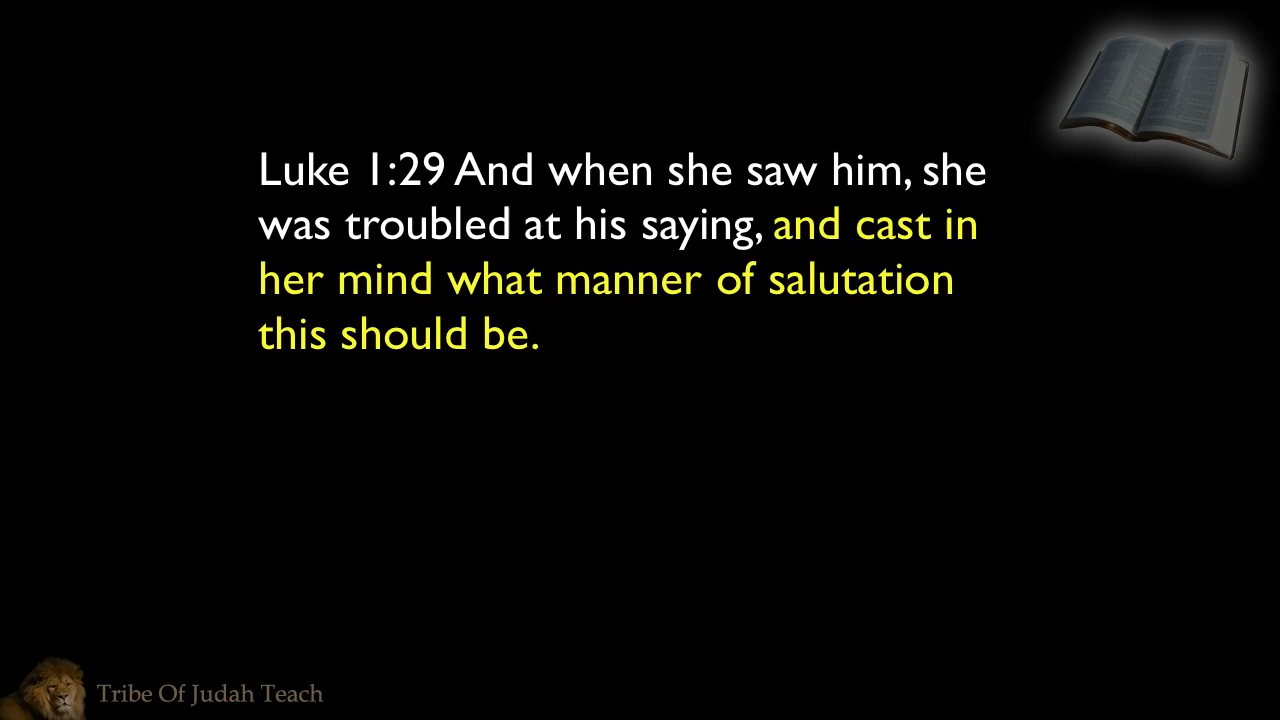 Luke 1:29 And when she saw him, she
was troubled at his saying, and cast in
her mind what manner of salutation
this should be.
Tribe Of Judah Teach